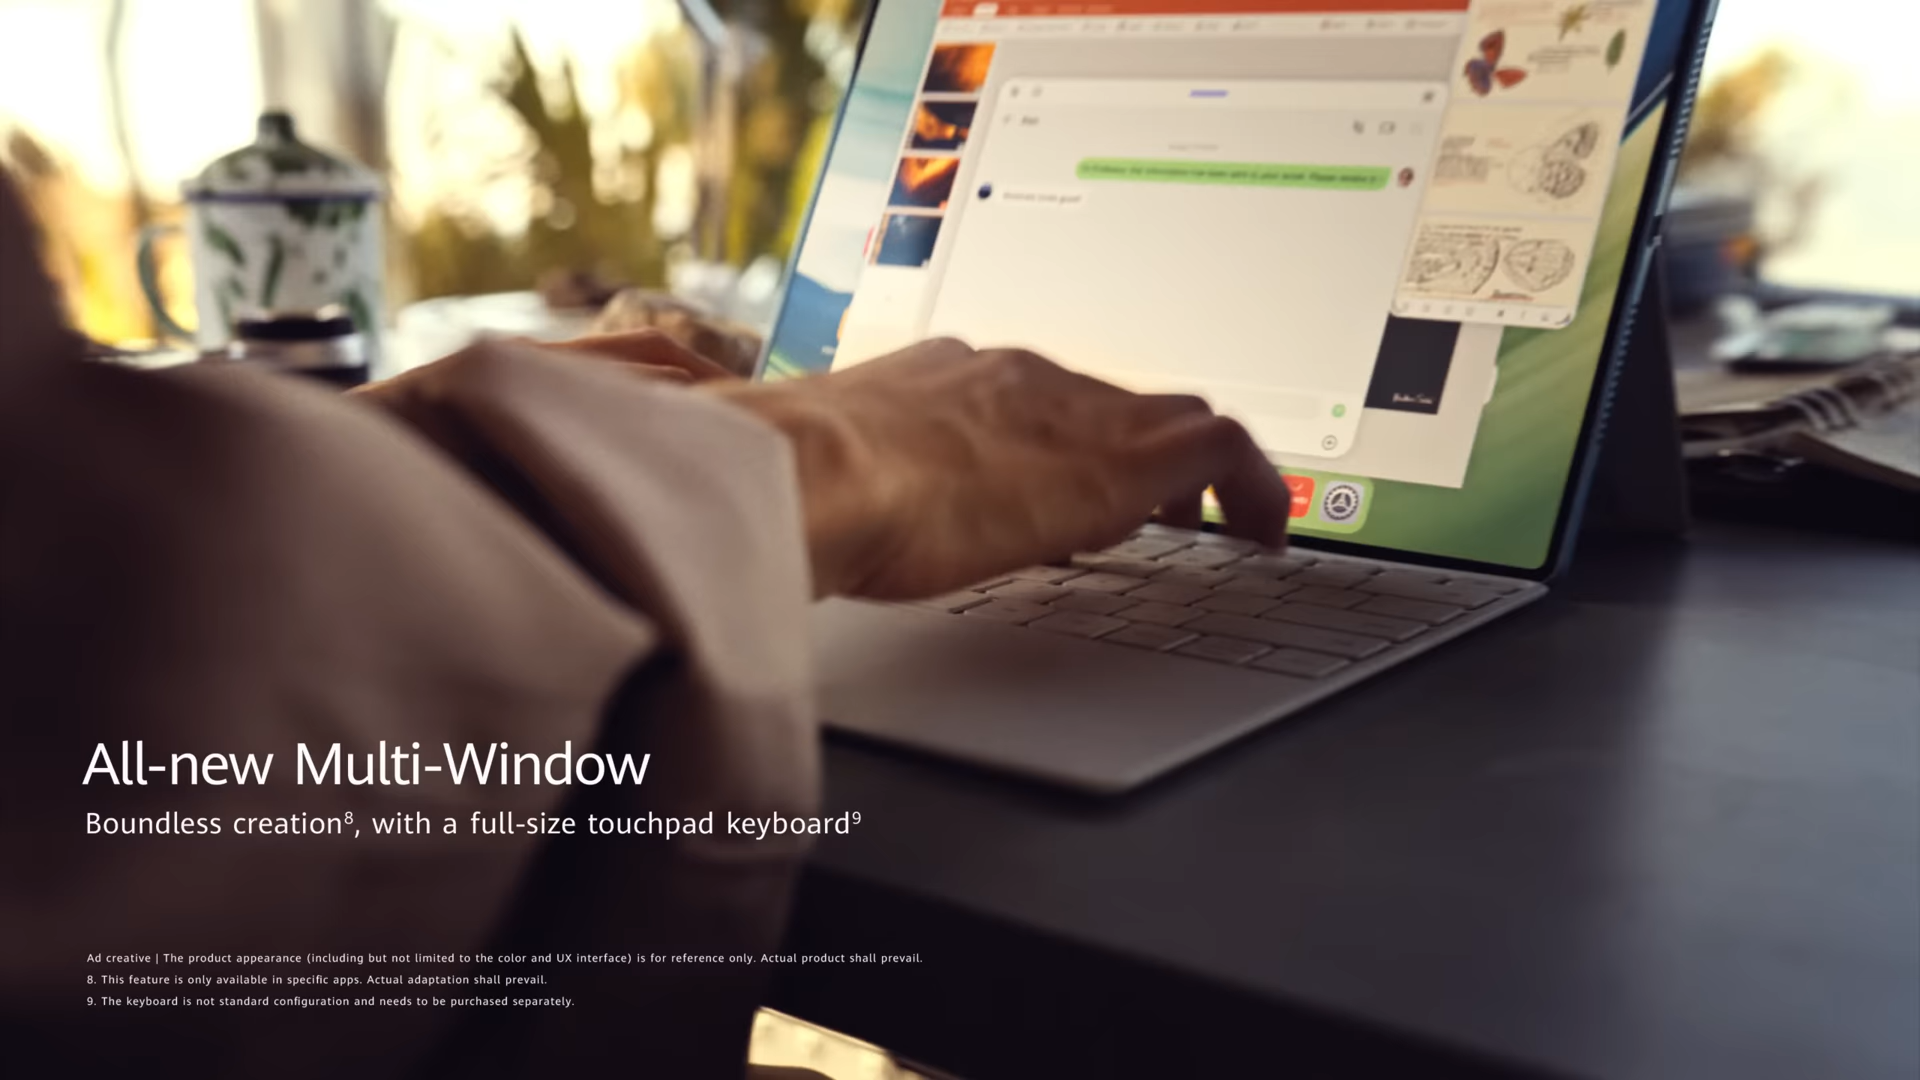 All-new Multi-Window
Boundless creation⁸, with a full-size touchpad keyboard⁹
Ad creative | The product appearance (including but not limited to the color and UX interface) is for reference only. Actual product shall prevail.
8. This feature is only available in specific apps. Actual adaptation shall prevail.
9. The keyboard is not standard configuration and needs to be purchased separately.